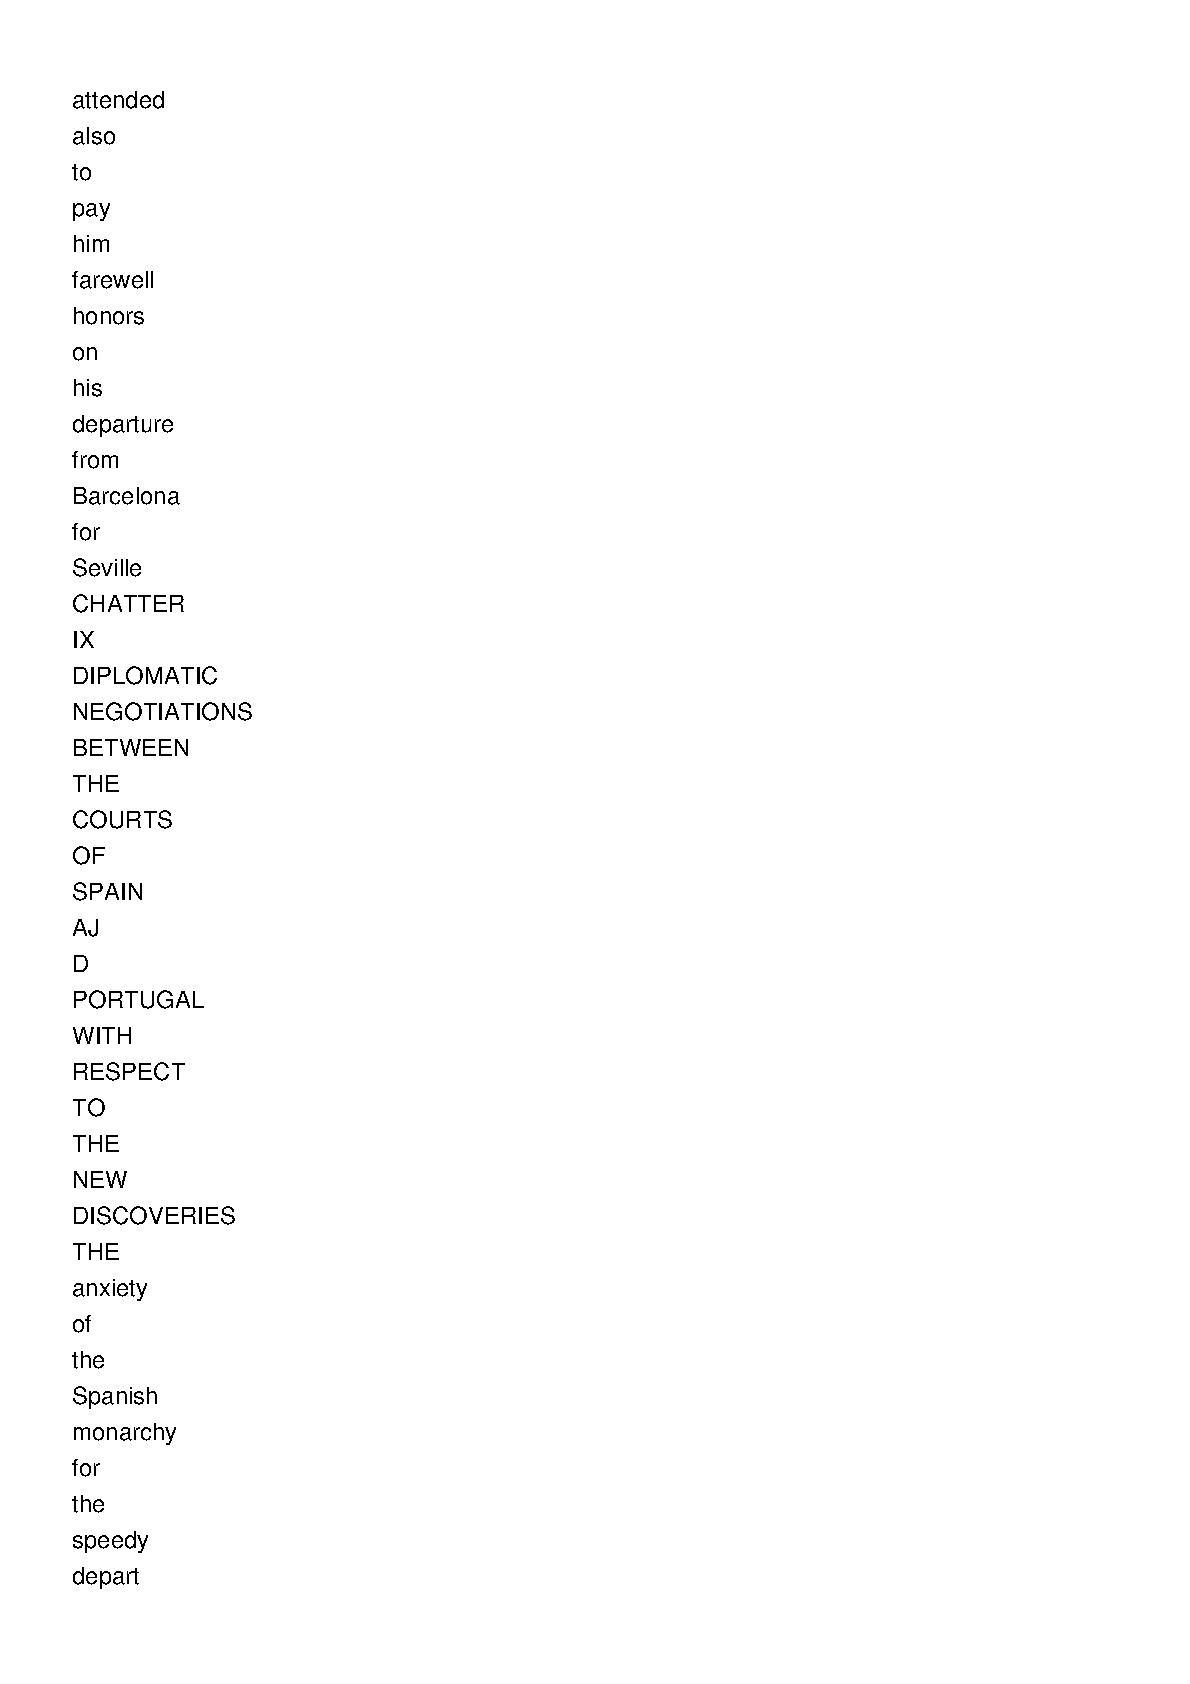 attended
also
to
pay
him
farewell
honors
on
his
departure
from
Barcelona
for
Seville
CHATTER
IX
DIPLOMATIC
NEGOTIATIONS
BETWEEN
THE
COURTS
OF
SPAIN
AJ
D
PORTUGAL
WITH
RESPECT
TO
THE
NEW
DISCOVERIES
THE
anxiety
of
the
Spanish
monarchy
for
the
speedy
depart